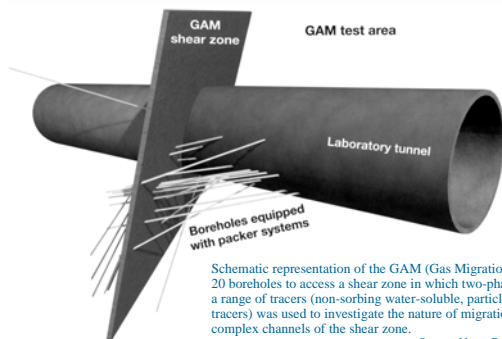 GAM
shear zone
GAM test area
Laboratory tunnel
Boreholes equipped
with packer systems
Schematic representation of the GAM (Gas Migratio
20 boreholes to access a shear zone in which two-pha
a range of tracers (non-sorbing water-soluble, particl
tracers) was used to investigate the nature of migratio
complex channels of the shear zone.